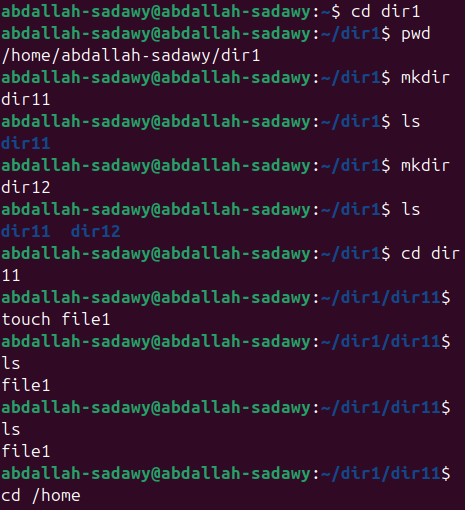 abdallah-sadawy@abdallah-sadawy:~$ cd dir1
abdallah-sadawy@abdallah-sadawy:~/dir1$ pwd
/home/abdallah-sadawy/dir1
abdallah-sadawy@abdallah-sadawy:~/dir1$ mkdir
dir11
abdallah-sadawy@abdallah-sadawy:~/dir1$ ls
dir11  dir12
abdallah-sadawy@abdallah-sadawy:~/dir1$ mkdir
dir12
abdallah-sadawy@abdallah-sadawy:~/dir1$ ls
dir11  dir12
abdallah-sadawy@abdallah-sadawy:~/dir1$ cd dir
11
abdallah-sadawy@abdallah-sadawy:~/dir1/dir11$
touch file1
abdallah-sadawy@abdallah-sadawy:~/dir1/dir11$
ls
file1
abdallah-sadawy@abdallah-sadawy:~/dir1/dir11$
ls
file1
abdallah-sadawy@abdallah-sadawy:~/dir1/dir11$
cd /home